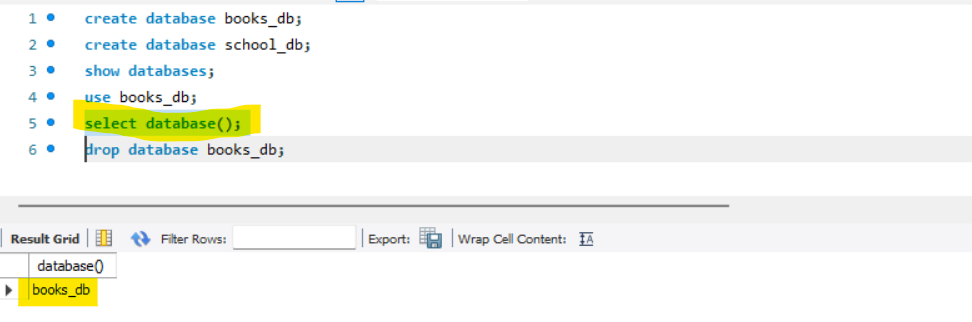 1 create database books_db;
2 create database school_db;
3 show databases;
4 use books_db;
5 select database();
6 drop database books_db;
Result Grid Filter Rows: Export: Wrap Cell Content: IA
database()
books_db